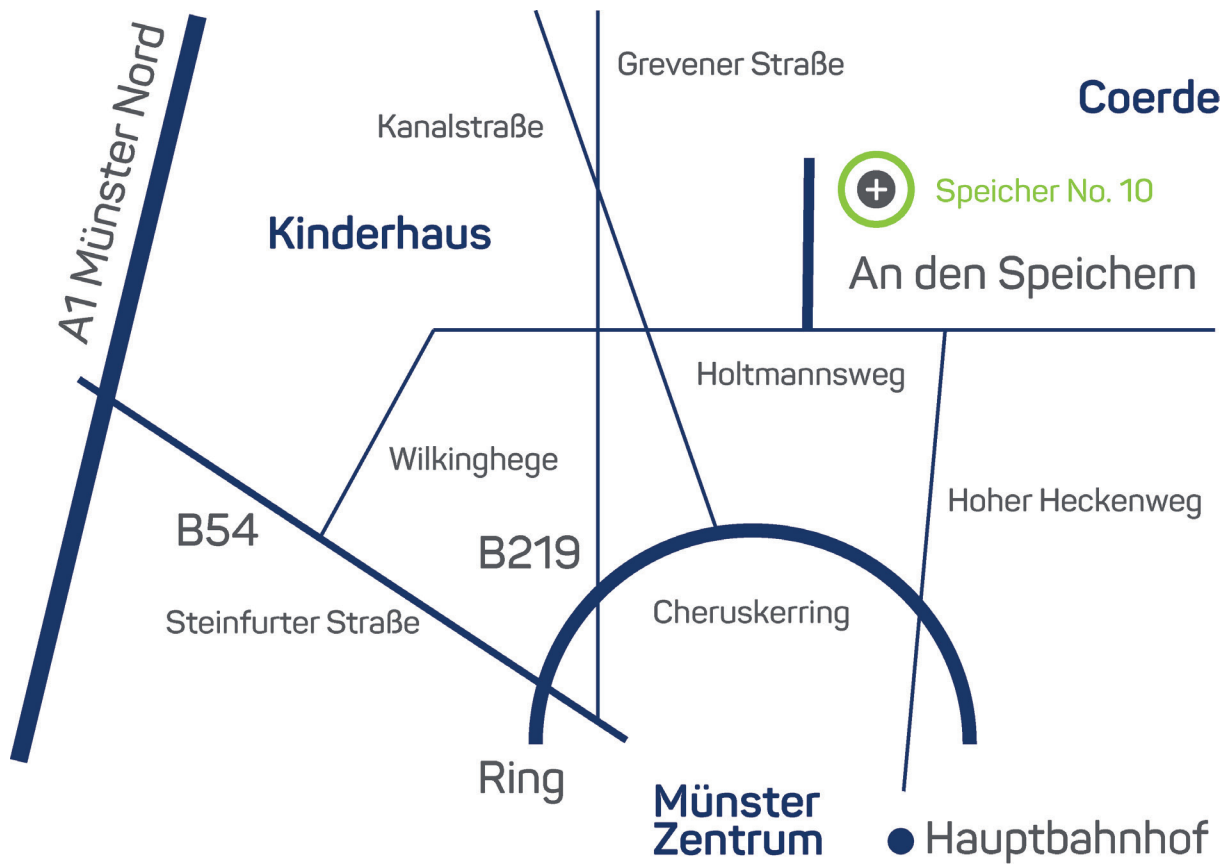 A1 Münster Nord
Grevener Straße
Coerde
Kanalstraße
Speicher No. 10
Kinderhaus
An den Speichern
Holtmannsweg
Wilkinghege
Hoher Heckenweg
B54
B219
Steinfurter Straße
Cheruskerring
Ring
Münster
Zentrum
Hauptbahnhof